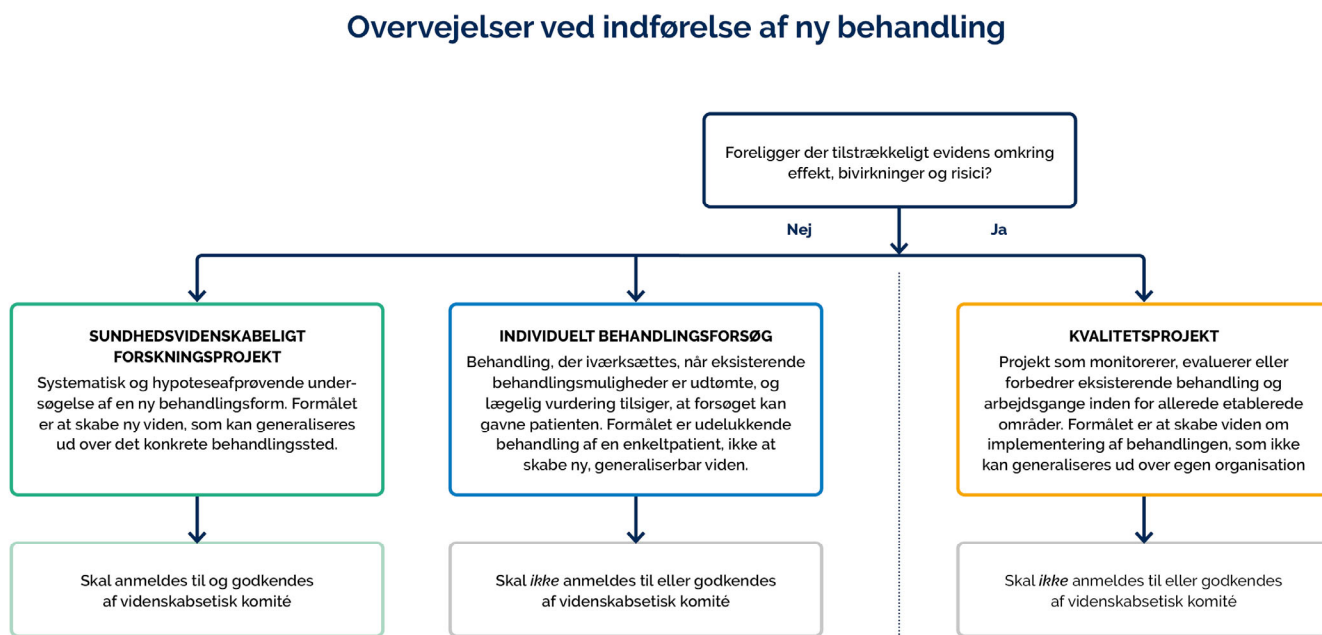 Overvejelser ved indførelse af ny behandling
Foreligger der tilstrækkeligt evidens omkring
effekt, bivirkninger og risici?
Nej
Ja
SUNDHEDSVIDENSKABELIGT
FORSKNINGSPROJEKT
Systematisk og hypoteseafprøvende under-
søgelse af en ny behandlingsform. Formålet
er at skabe ny viden, som kan generaliseres
ud over det konkrete behandlingssted.
INDIVIDUELT BEHANDLINGSFORSØG
Behandling, der iværksættes, når eksisterende
behandlingsmuligheder er udtømte, og
lægelig vurdering tilsiger, at forsøget kan
gavne patienten. Formålet er udelukkende
behandling af en enkeltpatient, ikke at
skabe ny, generaliserbar viden.
KVALITETSPROJEKT
Projekt som monitorerer, evaluerer eller
forbedrer eksisterende behandling og
arbejdsgange inden for allerede etablerede
områder. Formålet er at skabe viden om
implementering af behandlingen, som ikke
kan generaliseres ud over egen organisation
Skal anmeldes til og godkendes
af videnskabsetisk komité
Skal ikke anmeldes til eller godkendes
af videnskabsetisk komité
Skal ikke anmeldes til eller godkendes
af videnskabsetisk komité